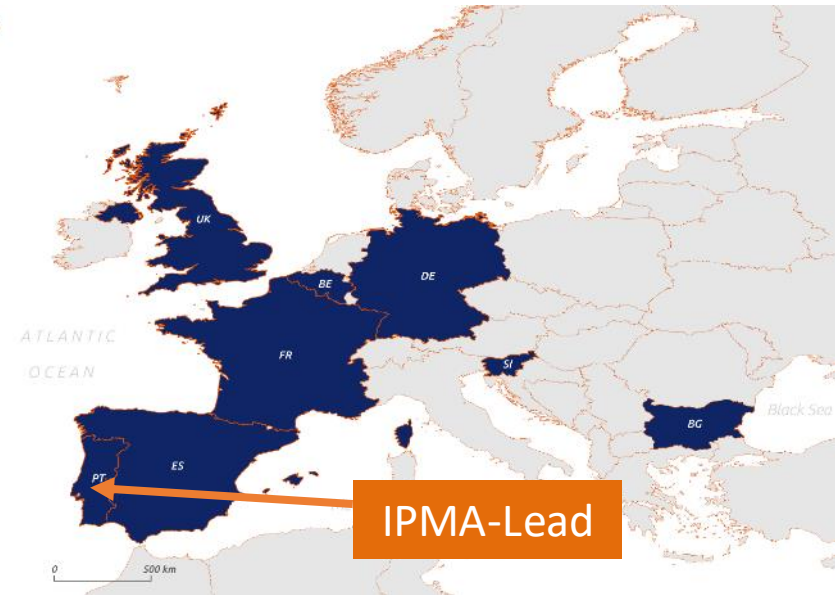 UK
BE
DE
ATLANTIC
OCEAN
FR
SI
Black Sea
BG
ES
PT
IPMA-Lead
0 500 km